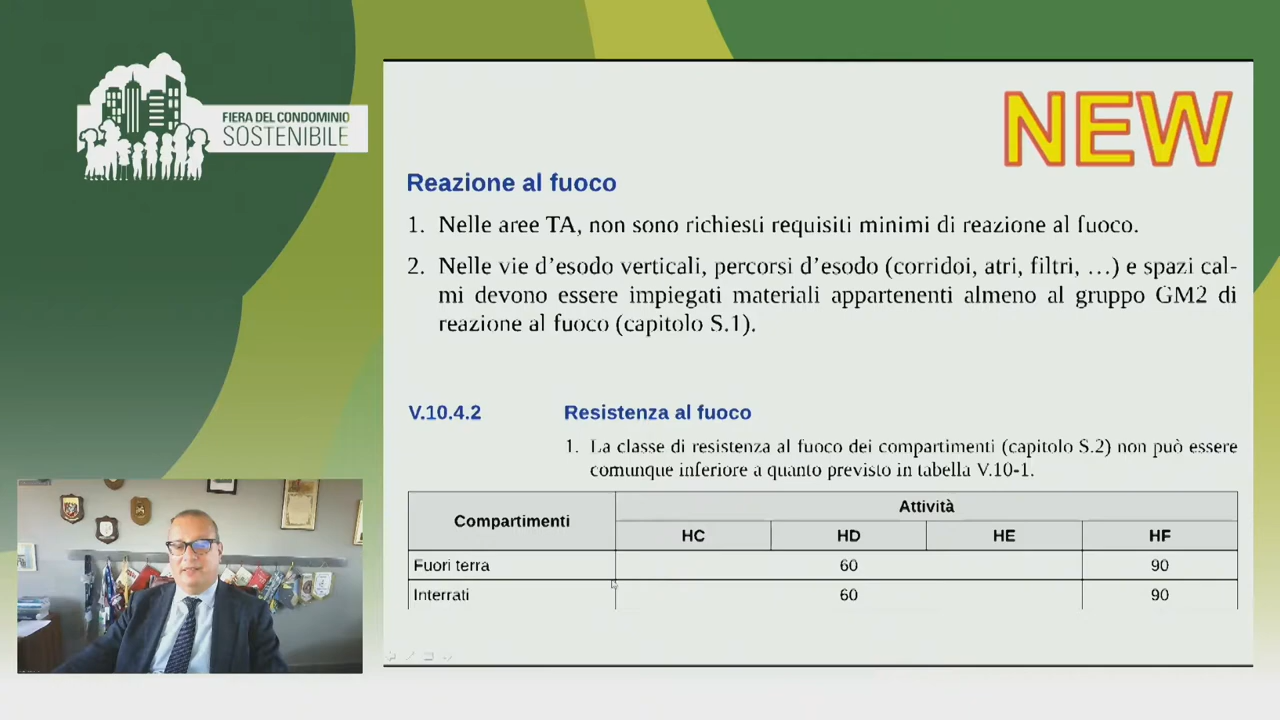 FIERA DEL CONDOMINIO
SOSTENIBILE
NEW
Reazione al fuoco
1. Nelle aree TA, non sono richiesti requisiti minimi di reazione al fuoco.
2. Nelle vie d’esodo verticali, percorsi d’esodo (corridoi, atri, filtri, …) e spazi cal-
mi devono essere impiegati materiali appartenenti almeno al gruppo GM2 di
reazione al fuoco (capitolo S.1).
V.10.4.2 Resistenza al fuoco
1. La classe di resistenza al fuoco dei compartimenti (capitolo S.2) non può essere
comunque inferiore a quanto previsto in tabella V.10-1.
Compartimenti Attività
HC HD HE HF
Fuori terra 60 90
Interrati 60 90